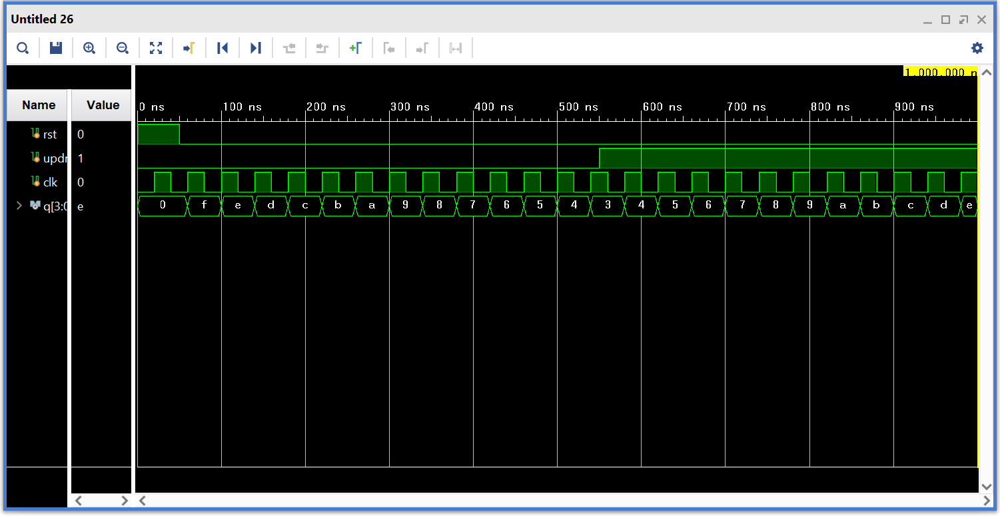 Untitled 26
1,000.000 n
Name Value
0 ns 100 ns 200 ns 300 ns 400 ns 500 ns 600 ns 700 ns 800 ns 900 ns
rst 0
updr 1
clk 0
q[3:0 e 0 f e d c b a 9 8 7 6 5 4 3 4 5 6 7 8 9 a b c d e